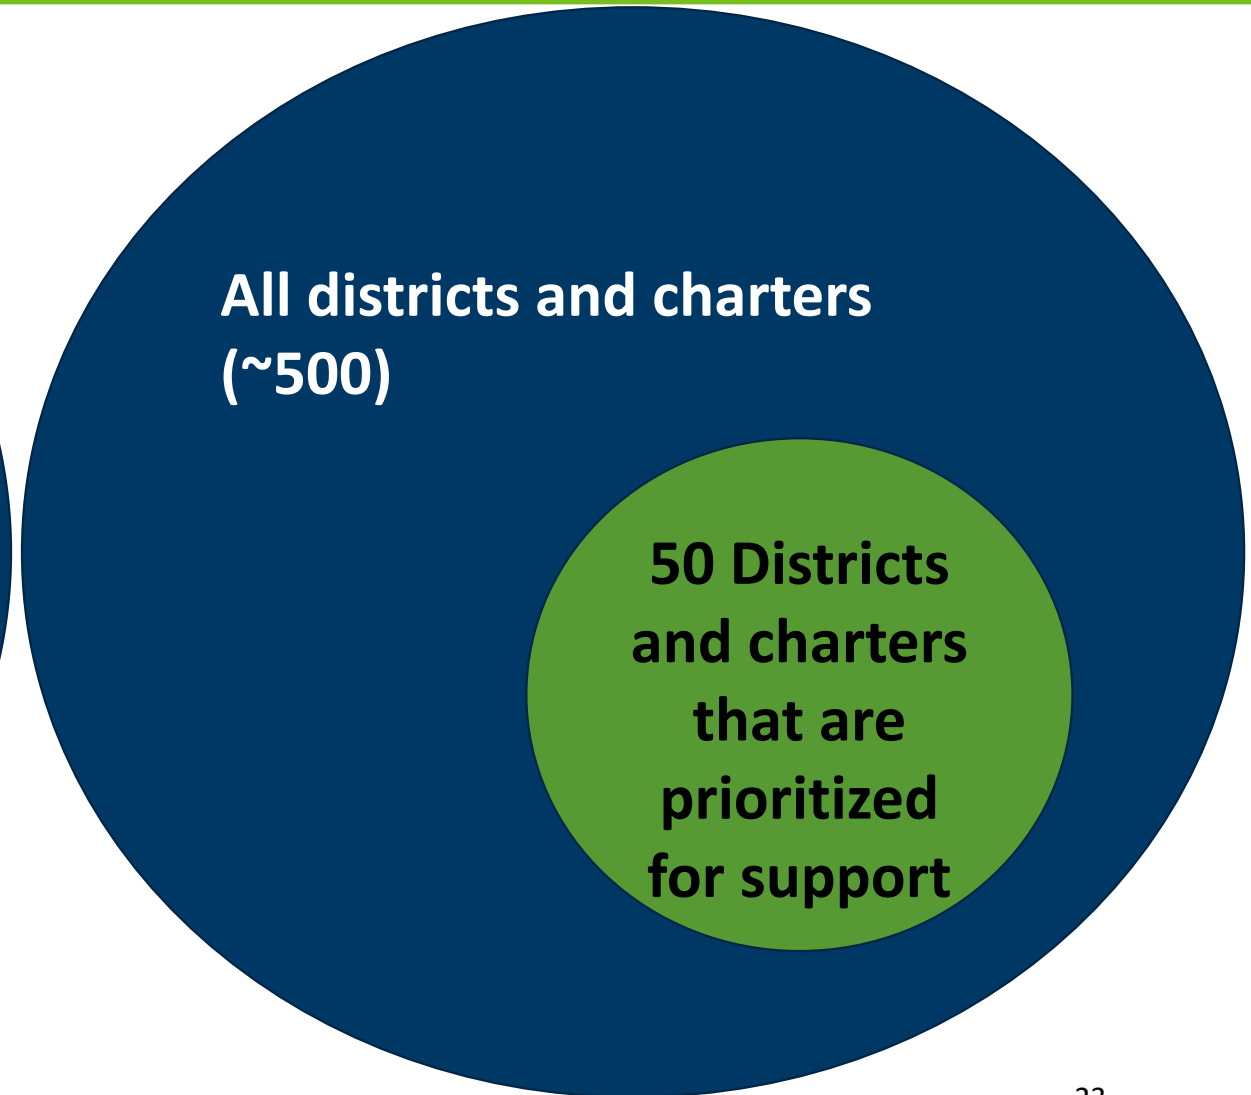 All districts and charters
(~500)
50 Districts
and charters
that are
prioritized
for support